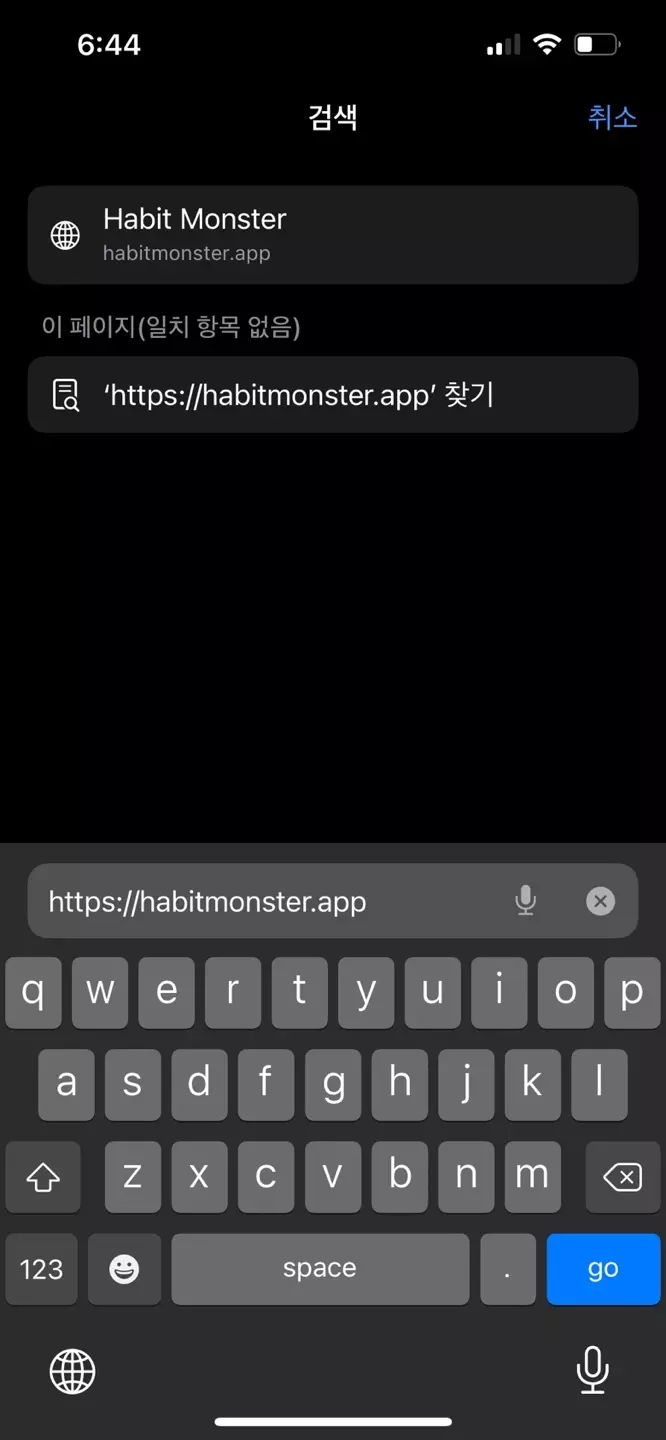 6:44
검색
취소
Habit Monster
habitmonster.app
이 페이지(일치 항목 없음)
‘https://habitmonster.app’ 찾기
https://habitmonster.app
q w e r t y u i o p
a s d f g h j k l
z x c v b n m
123 space . go